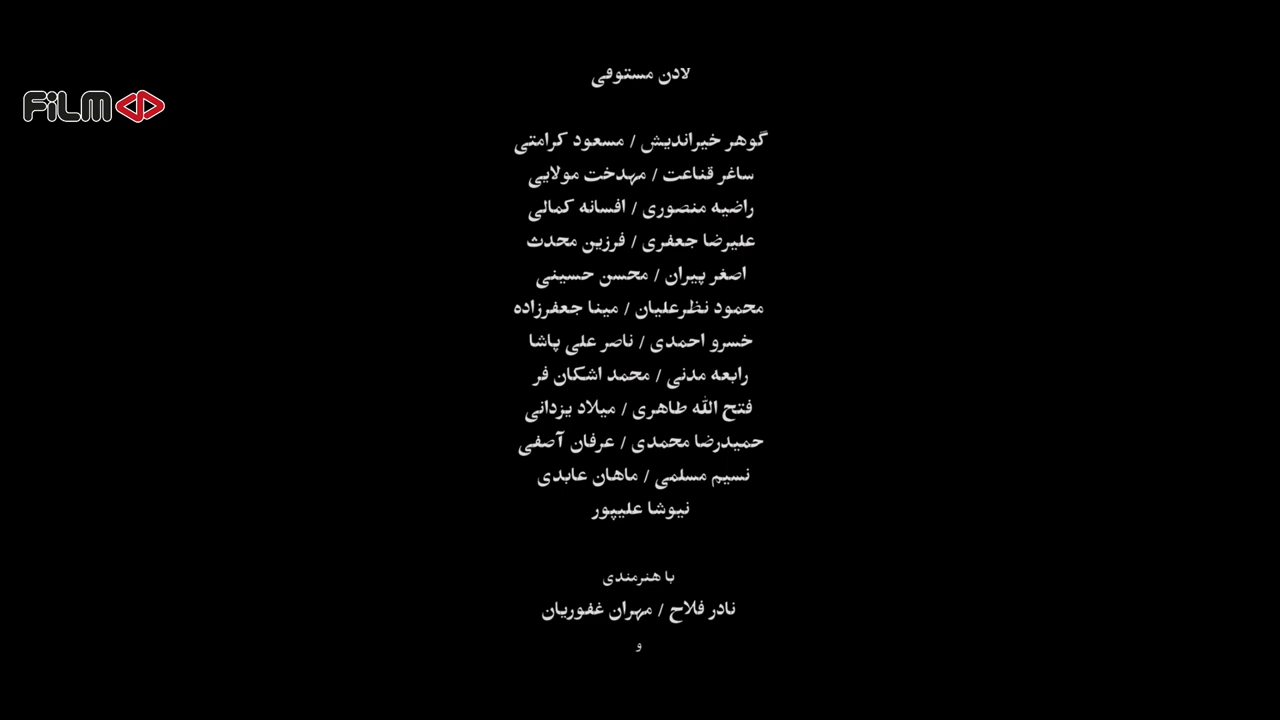 لادن مستوفی
FiLM
گوهر خیراندیش / مسعود کرامتی
ساغر قناعت / مهدخت مولایی
راضیه منصوری / افسانه کمالی
علیرضا جعفری / فرزین محدث
اصغر پیران / محسن حسینی
محمود نظرعلیان / مینا جعفرزاده
خسرو احمدی / ناصر علی پاشا
رابعه مدنی / محمد اشکان فر
فتح الله طاهری / میلاد یزدانی
حمیدرضا محمدی / عرفان آصفی
نسیم مسلمی / ماهان عابدی
نیوشا علیپور
با هنرمندی
نادر فلاح / مهران غفوریان
و